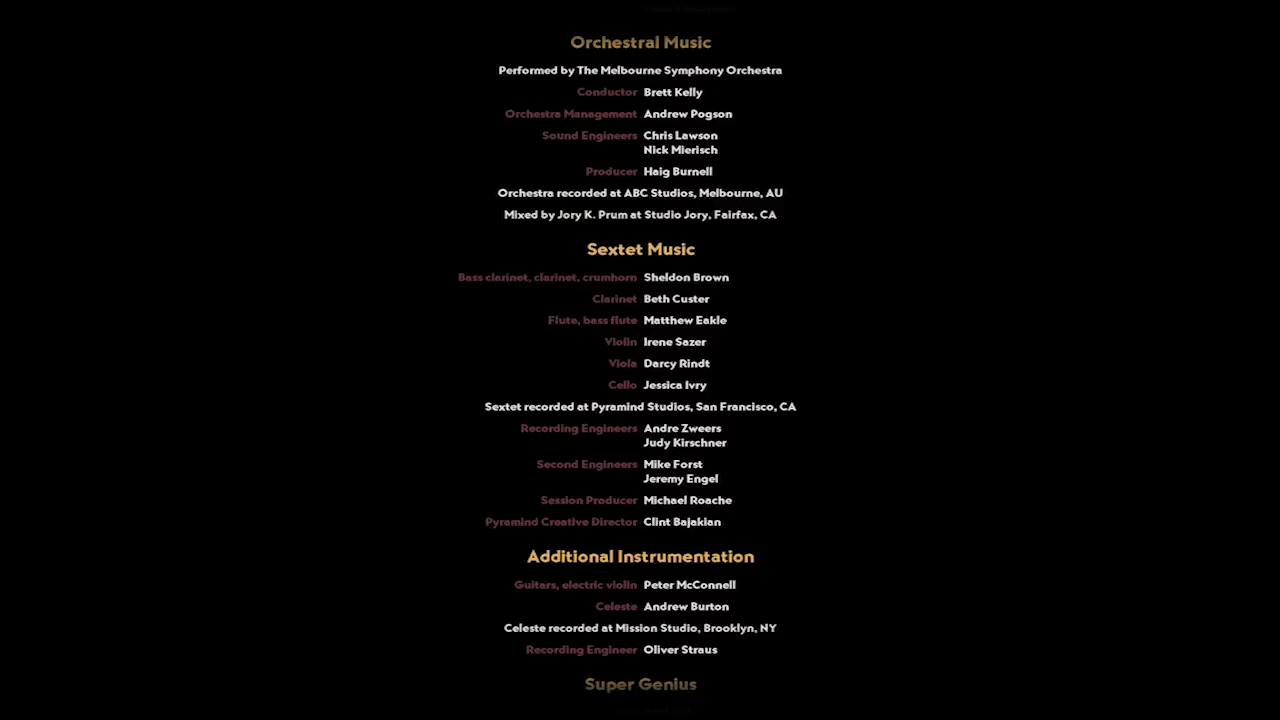 Orchestral Music
Performed by The Melbourne Symphony Orchestra
Conductor Brett Kelly
Orchestra Management Andrew Pogson
Sound Engineers Chris Lawson
Nick Mierisch
Producer Haig Burnell
Orchestra recorded at ABC Studios, Melbourne, AU
Mixed by Jory K. Prum at Studio Jory, Fairfax, CA
Sextet Music
Bass clarinet, clarinet, crumhorn Sheldon Brown
Clarinet Beth Custer
Flute, bass flute Matthew Eakle
Violin Irene Sazer
Viola Darcy Rindt
Cello Jessica Ivry
Sextet recorded at Pyramind Studios, San Francisco, CA
Recording Engineers Andre Zweers
Judy Kirschner
Second Engineers Mike Forst
Jeremy Engel
Session Producer Michael Roache
Pyramind Creative Director Clint Bajakian
Additional Instrumentation
Guitars, electric violin Peter McConnell
Celeste Andrew Burton
Celeste recorded at Mission Studio, Brooklyn, NY
Recording Engineer Oliver Straus
Super Genius